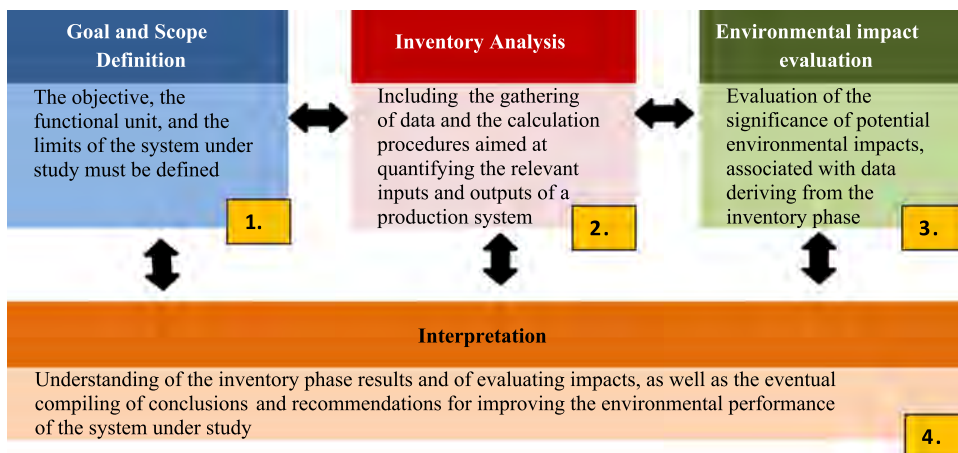 Goal and Scope
Definition
The objective, the
functional unit, and the
limits of the system under
study must be defined
1.
Inventory Analysis
Including the gathering
of data and the calculation
procedures aimed at
quantifying the relevant
inputs and outputs of a
production system
2.
Environmental impact
evaluation
Evaluation of the
significance of potential
environmental impacts,
associated with data
deriving from the
inventory phase
3.
Interpretation
Understanding of the inventory phase results and of evaluating impacts, as well as the eventual
compiling of conclusions and recommendations for improving the environmental performance
of the system under study
4.